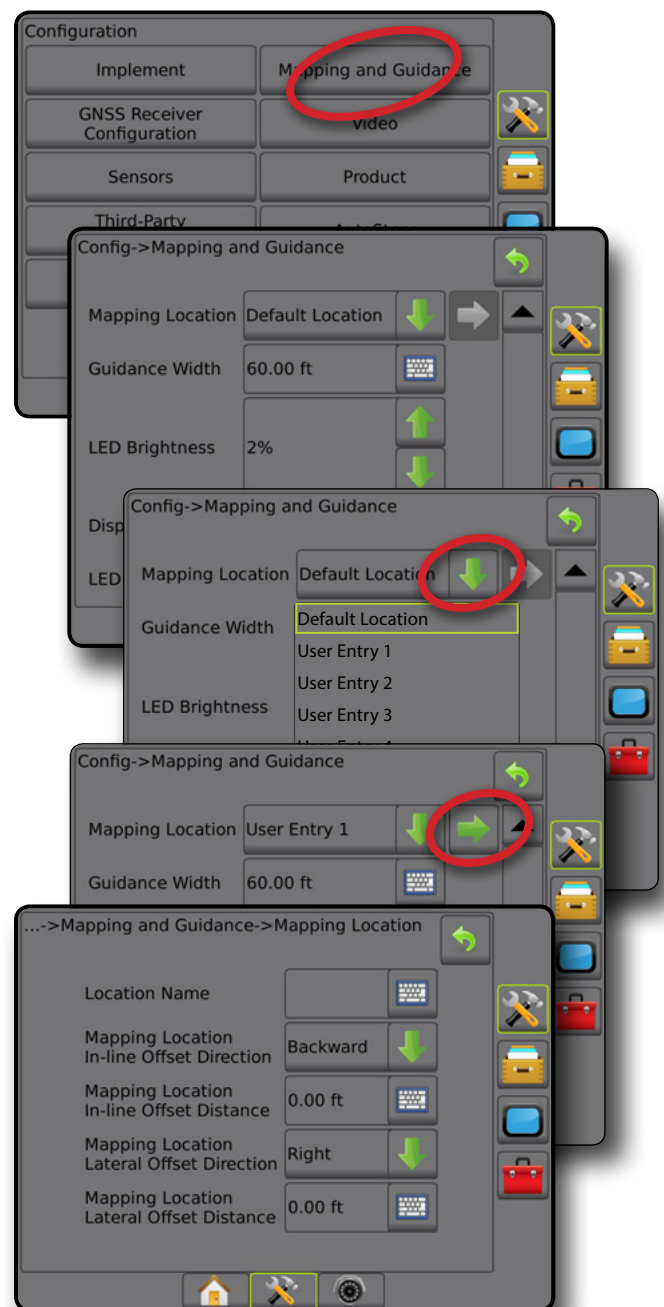 Configuration
Implement
Mapping and Guidance
GNSS Receiver
Configuration
Video
Sensors
Product
Third-Party
Config->Mapping and Guidance
Mapping Location
Default Location
Guidance Width
60.00 ft
LED Brightness
2%
Disp
LED
Config->Mapping and Guidance
Mapping Location
Default Location
Guidance Width
Default Location
User Entry 1
User Entry 2
LED Brightness
User Entry 3
Config->Mapping and Guidance
Mapping Location
User Entry 1
Guidance Width
60.00 ft
...->Mapping and Guidance->Mapping Location
Location Name
Mapping Location
In-line Offset Direction
Backward
Mapping Location
In-line Offset Distance
0.00 ft
Mapping Location
Lateral Offset Direction
Right
Mapping Location
Lateral Offset Distance
0.00 ft